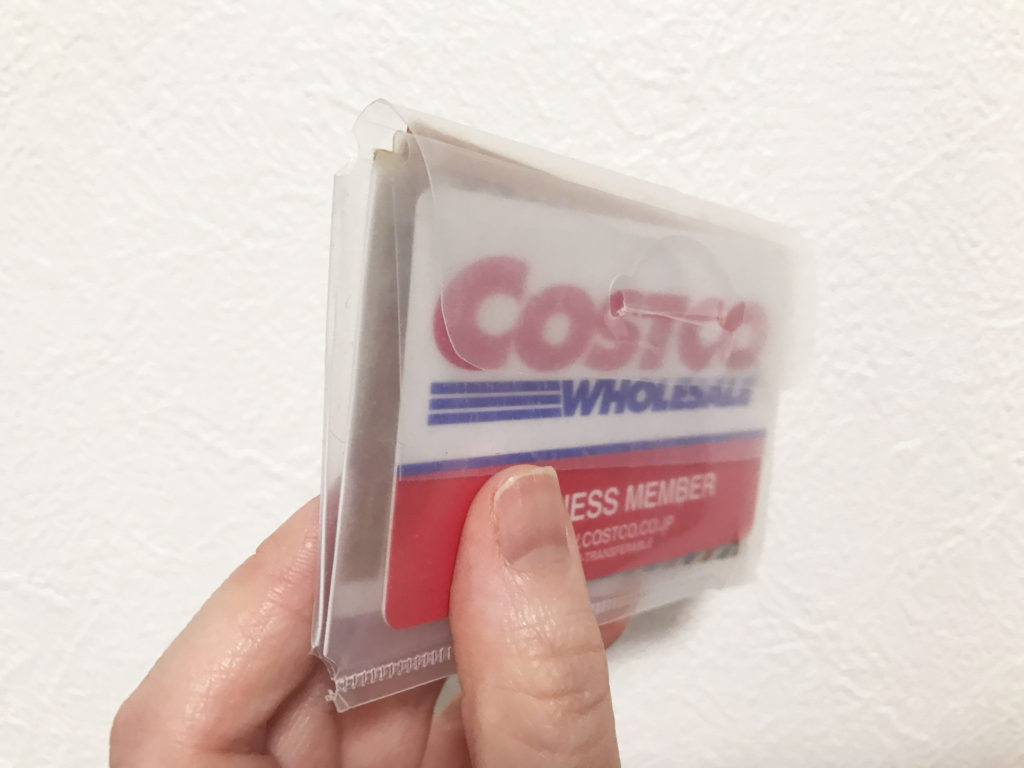 COSTCO
WHOLESALE
NESS MEMBER
.COSTCO.CO.JP
-TRANSFERABLE